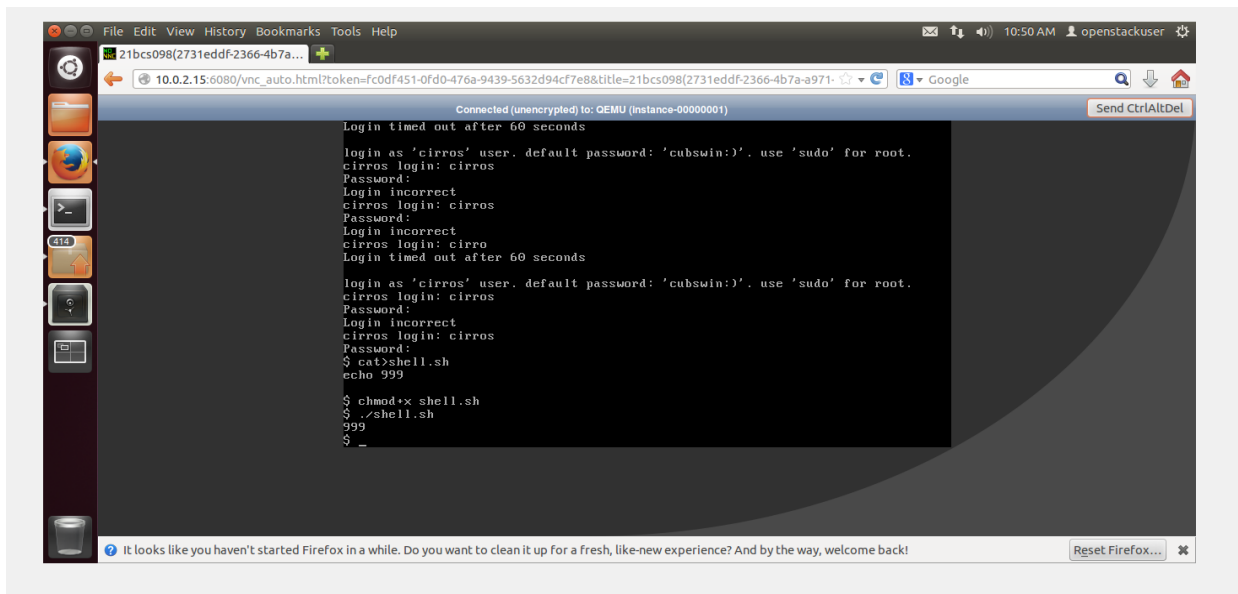 File Edit View History Bookmarks Tools Help 10:50 AM openstackuser
21bcs098(2731eddf-2366-4b7a...
10.0.2.15:6080/vnc_auto.html?token=fc0df451-0fd0-476a-9439-5632d94cf7e8&title=21bcs098(2731eddf-2366-4b7a-a971- Google
Connected (unencrypted) to: QEMU (instance-00000001) Send CtrlAltDel
Login timed out after 60 seconds
login as 'cirros' user. default password: 'cubswin:)'. use 'sudo' for root.
cirros login: cirros
Password:
Login incorrect
cirros login: cirros
Password:
Login incorrect
cirros login: cirro
Login timed out after 60 seconds
login as 'cirros' user. default password: 'cubswin:)'. use 'sudo' for root.
cirros login: cirros
Password:
Login incorrect
cirros login: cirros
Password:
$ cat>shell.sh
echo 999
$ chmod+x shell.sh
$ ./shell.sh
999
$ _
414
It looks like you haven't started Firefox in a while. Do you want to clean it up for a fresh, like-new experience? And by the way, welcome back! Reset Firefox...